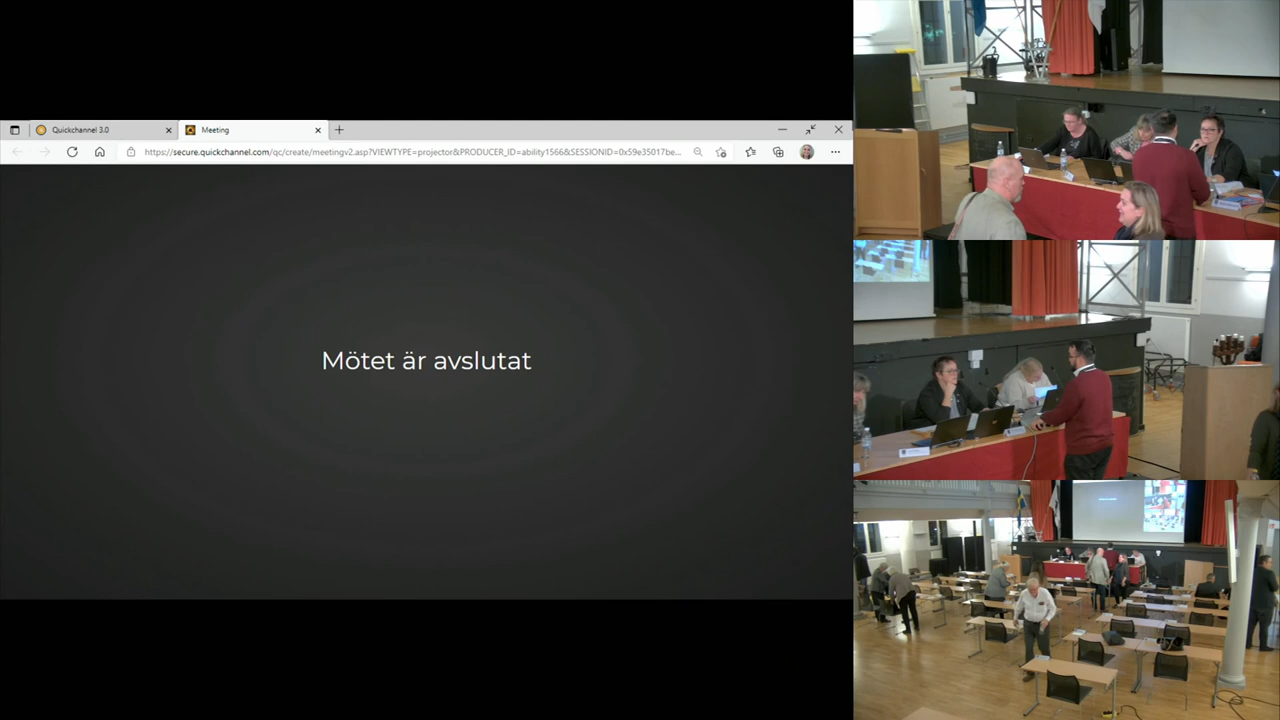 Quickchannel 3.0
Meeting
https://secure.quickchannel.com/qc/create/meetingv2.asp?VIEWTYPE=projector&PRODUCER_ID=ability1566&SESSIONID=0x59e35017be...
Mötet är avslutat